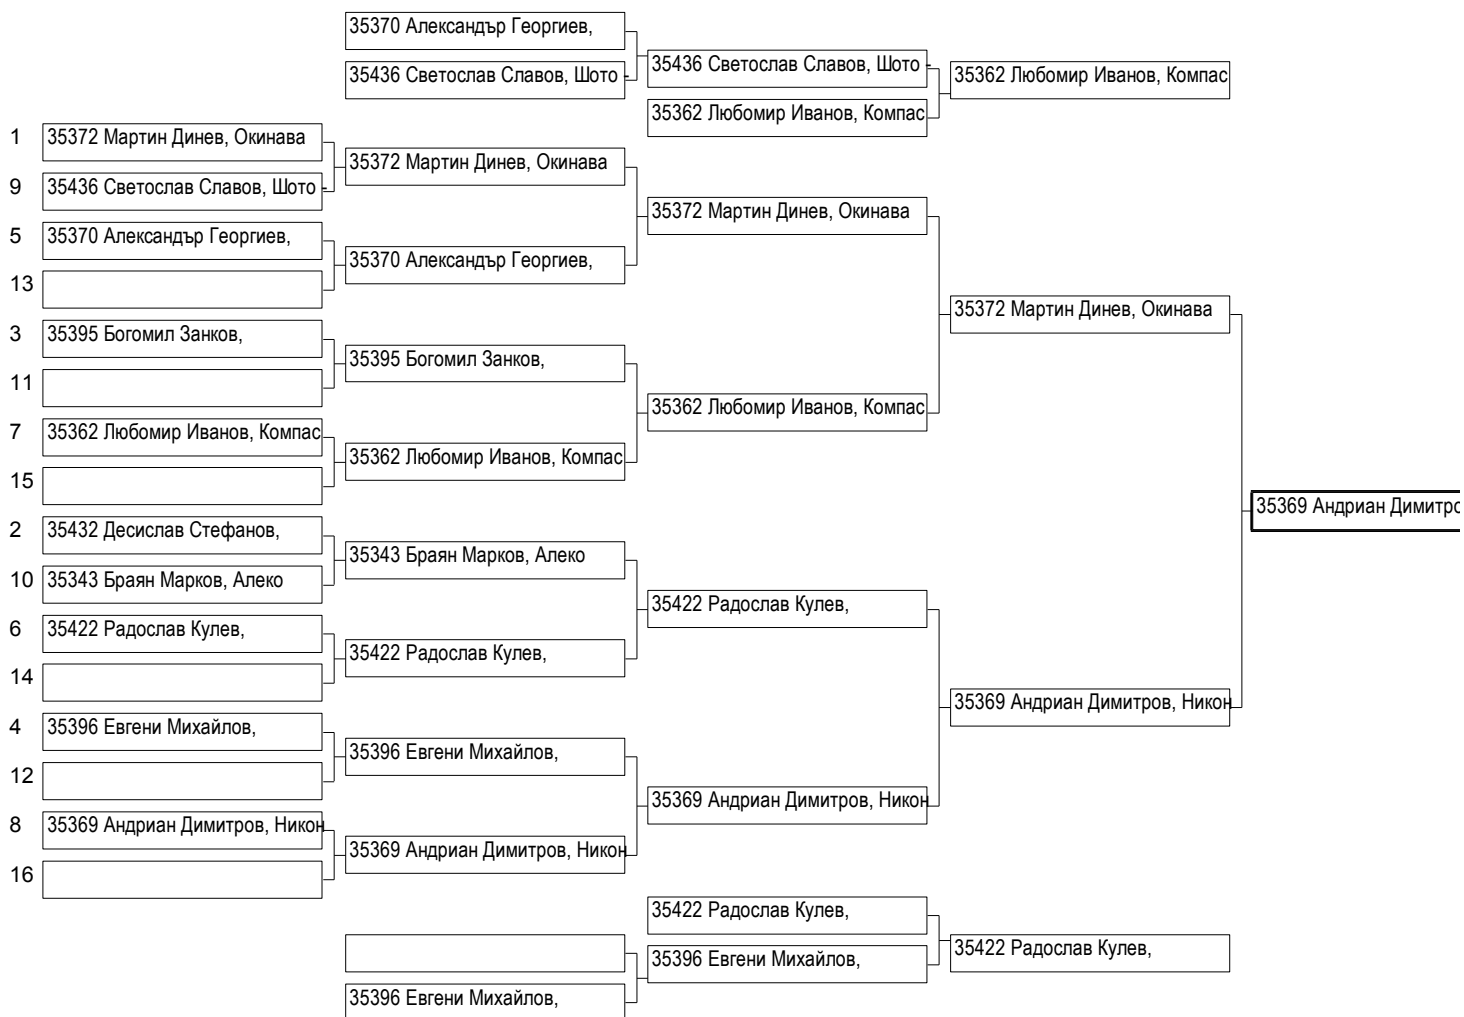 35370 Александър Георгиев,
35436 Светослав Славов, Шото -
35436 Светослав Славов, Шото -
35362 Любомир Иванов, Компас
35362 Любомир Иванов, Компас
1 35372 Мартин Динев, Окинава
9 35436 Светослав Славов, Шото -
5 35370 Александър Георгиев,
13
3 35395 Богомил Занков,
11
7 35362 Любомир Иванов, Компас
15
2 35432 Десислав Стефанов,
10 35343 Браян Марков, Алеко
6 35422 Радослав Кулев,
14
4 35396 Евгени Михайлов,
12
8 35369 Андриан Димитров, Никон
16
35372 Мартин Динев, Окинава
35370 Александър Георгиев,
35395 Богомил Занков,
35362 Любомир Иванов, Компас
35343 Браян Марков, Алеко
35422 Радослав Кулев,
35396 Евгени Михайлов,
35369 Андриан Димитров, Никон
35372 Мартин Динев, Окинава
35362 Любомир Иванов, Компас
35422 Радослав Кулев,
35369 Андриан Димитров, Никон
35372 Мартин Динев, Окинава
35369 Андриан Димитров, Никон
35369 Андриан Димитро
35396 Евгени Михайлов,
35422 Радослав Кулев,
35396 Евгени Михайлов,
35422 Радослав Кулев,